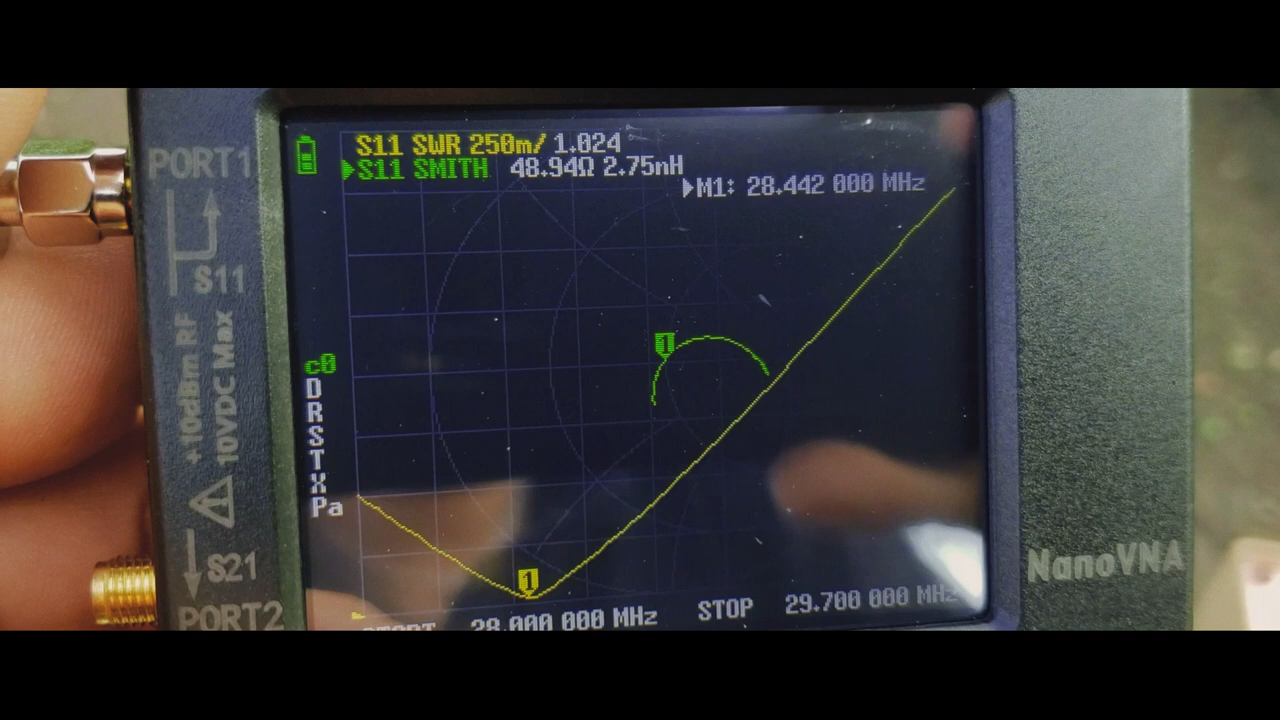 PORT1
S11
+10dBm RF
10VDC Max
S21
PORT2
S11 SWR 250m/ 1.024
S11 SMITH 48.94Ω 2.75nH
M1: 28.442 000 MHz
c0
D
R
S
T
X
Pa
1
1
START 28.000 000 MHz STOP 29.700 000 MHz
NanoVNA